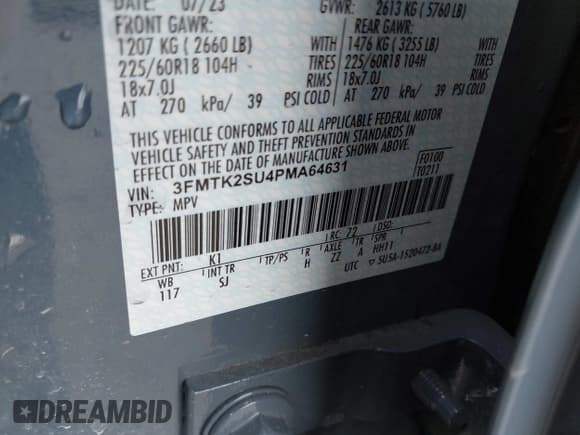 DATE: 07/23 GVWR: 2613 KG ( 5760 LB)
FRONT GAWR: REAR GAWR:
1207 KG ( 2660 LB) WITH 1476 KG ( 3255 LB) WITH
225/60R18 104H TIRES 225/60R18 104H TIRES
18x7.0J RIMS 18x7.0J RIMS
AT 270 kPa/ 39 PSI COLD AT 270 kPa/ 39 PSI COLD
THIS VEHICLE CONFORMS TO ALL APPLICABLE FEDERAL MOTOR
VEHICLE SAFETY AND THEFT PREVENTION STANDARDS IN
EFFECT ON THE DATE OF MANUFACTURE SHOWN ABOVE.
VIN: 3FMTK2SU4PMA64631 F0100
TYPE: MPV T0211
EXT PNT: K1 RC: 72 DSO:
WB INT TR TP/PS R AXLE TR SPR
117 SJ H ZZ A HH11
UTC ▽ 5U5A-1520472-BA
DREAMBID